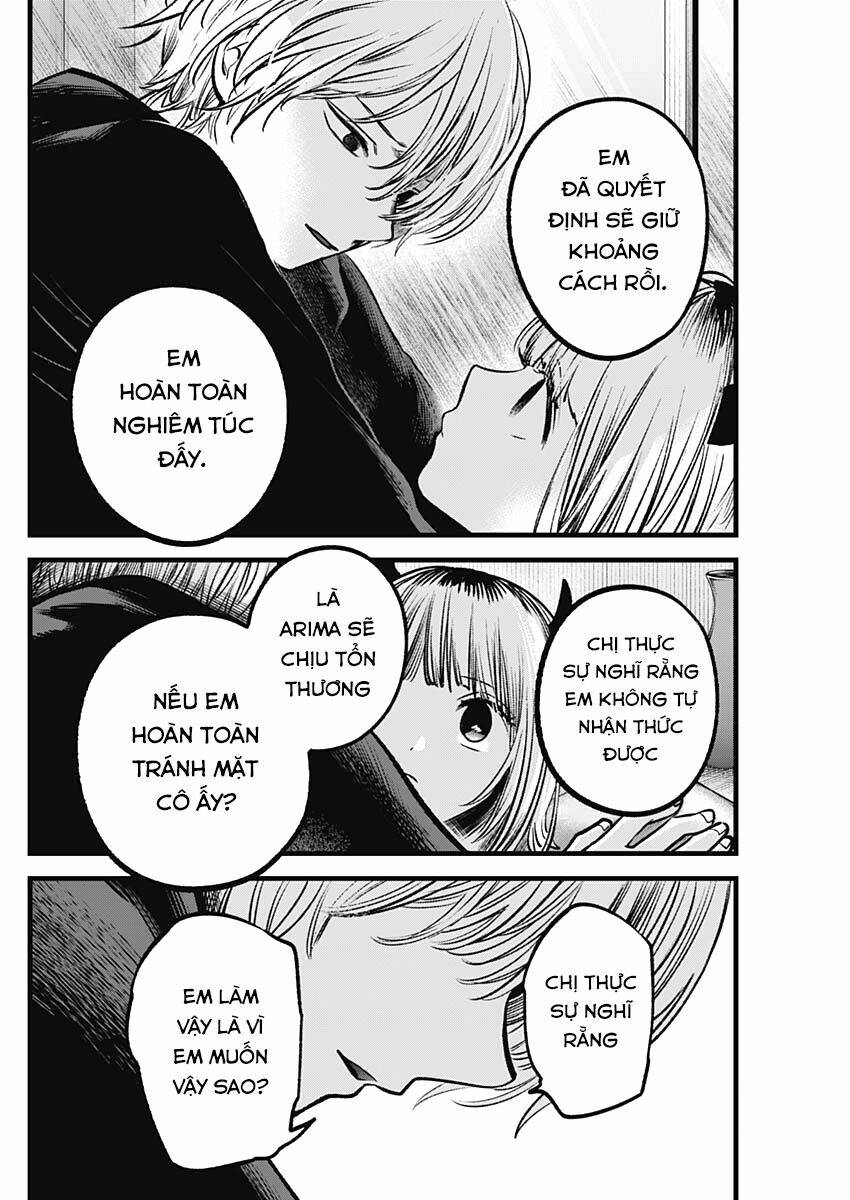 EM
ĐÃ QUYẾT
ĐỊNH SẼ GIỮ
KHOẢNG
CÁCH RỒI.
EM
HOÀN TOÀN
NGHIÊM TÚC
ĐẤY.
CHỊ THỰC
SỰ NGHĨ RẰNG
EM KHÔNG TỰ
NHẬN THỨC
ĐƯỢC
LÀ
ARIMA SẼ
CHỊU TỔN
THƯƠNG
NẾU EM
HOÀN TOÀN
TRÁNH MẶT
CÔ ẤY?
CHỊ THỰC
SỰ NGHĨ
RẰNG
EM LÀM
VẬY LÀ VÌ
EM MUỐN
VẬY SAO?